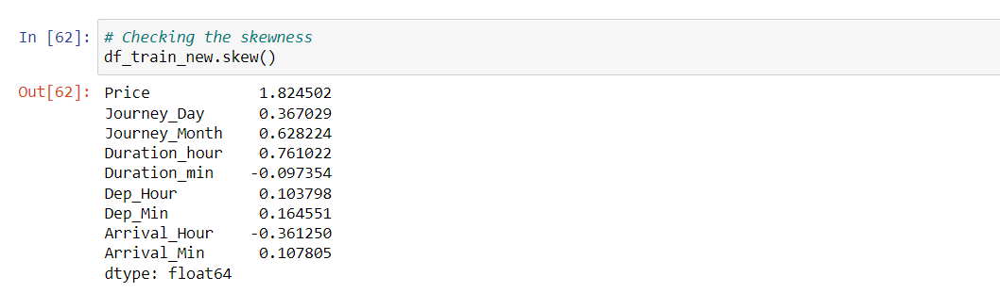 In [62]: # Checking the skewness
df_train_new.skew()
Out[62]: Price 1.824502
Journey_Day 0.367029
Journey_Month 0.628224
Duration_hour 0.761022
Duration_min -0.097354
Dep_Hour 0.103798
Dep_Min 0.164551
Arrival_Hour -0.361250
Arrival_Min 0.107805
dtype: float64